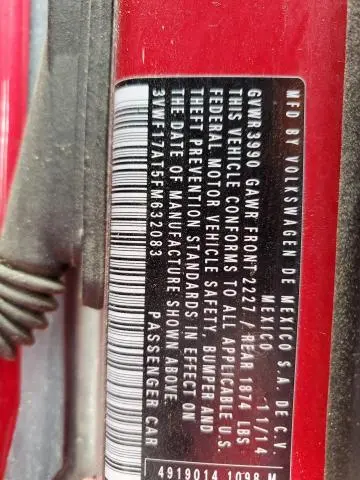 MFD BY VOLKSWAGEN DE MEXICO S.A. DE C.V.
MEXICO 11/14
GVWR 3990 GAWR FRONT 2227 / REAR 1874 LBS
THIS VEHICLE CONFORMS TO ALL APPLICABLE U.S.
FEDERAL MOTOR VEHICLE SAFETY, BUMPER AND
THEFT PREVENTION STANDARDS IN EFFECT ON
THE DATE OF MANUFACTURE SHOWN ABOVE.
3VWF17AT5FM632083 PASSENGER CAR
4919014 1098 M